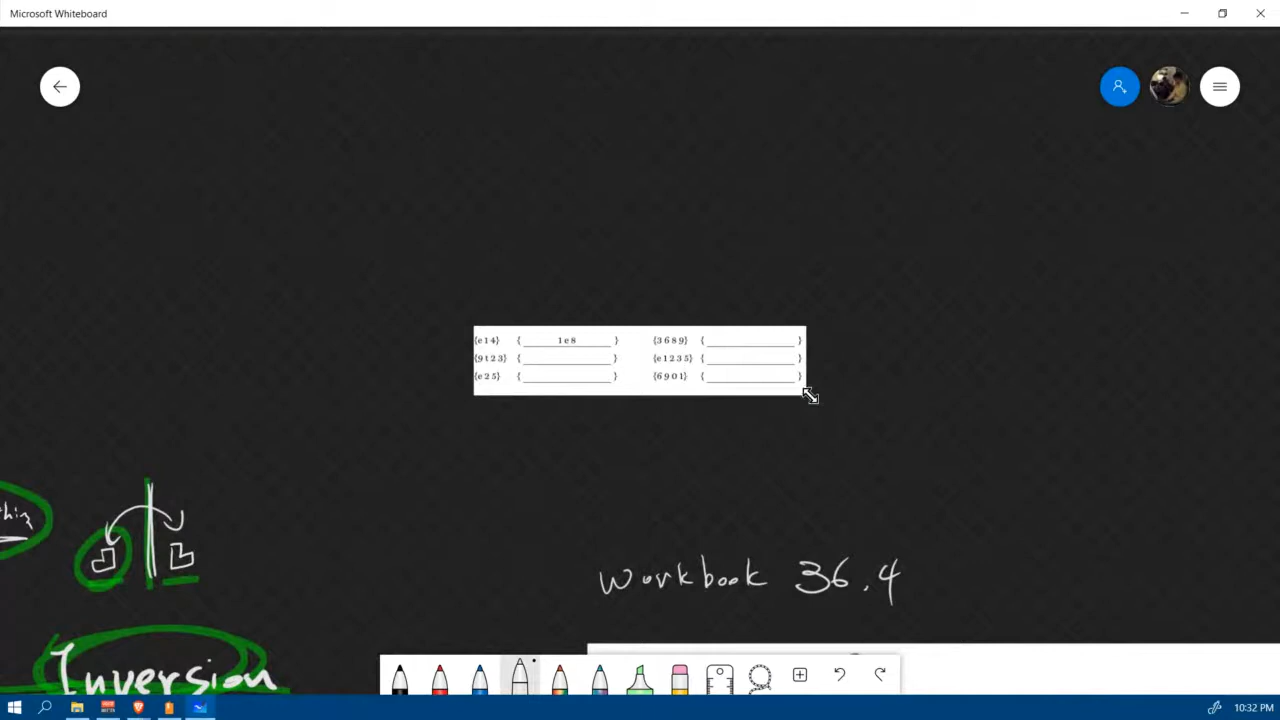 Microsoft Whiteboard
{e 1 4} { 1 e 8 } {3 6 8 9} { }
{9 t 2 3} { } {e 1 2 3 5} { }
{e 2 5} { } {6 9 0 1} { }
workbook 36.4
Inversion
10:32 PM